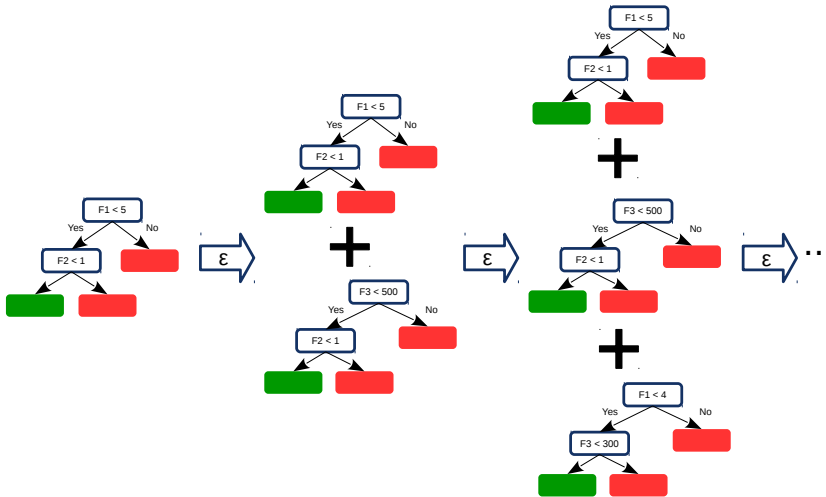 F1 < 5
Yes No
F2 < 1
ε
F1 < 5
Yes No
F2 < 1
F3 < 500
Yes No
F2 < 1
ε
F1 < 5
Yes No
F2 < 1
F3 < 500
Yes No
F2 < 1
F1 < 4
Yes No
F3 < 300
ε
..